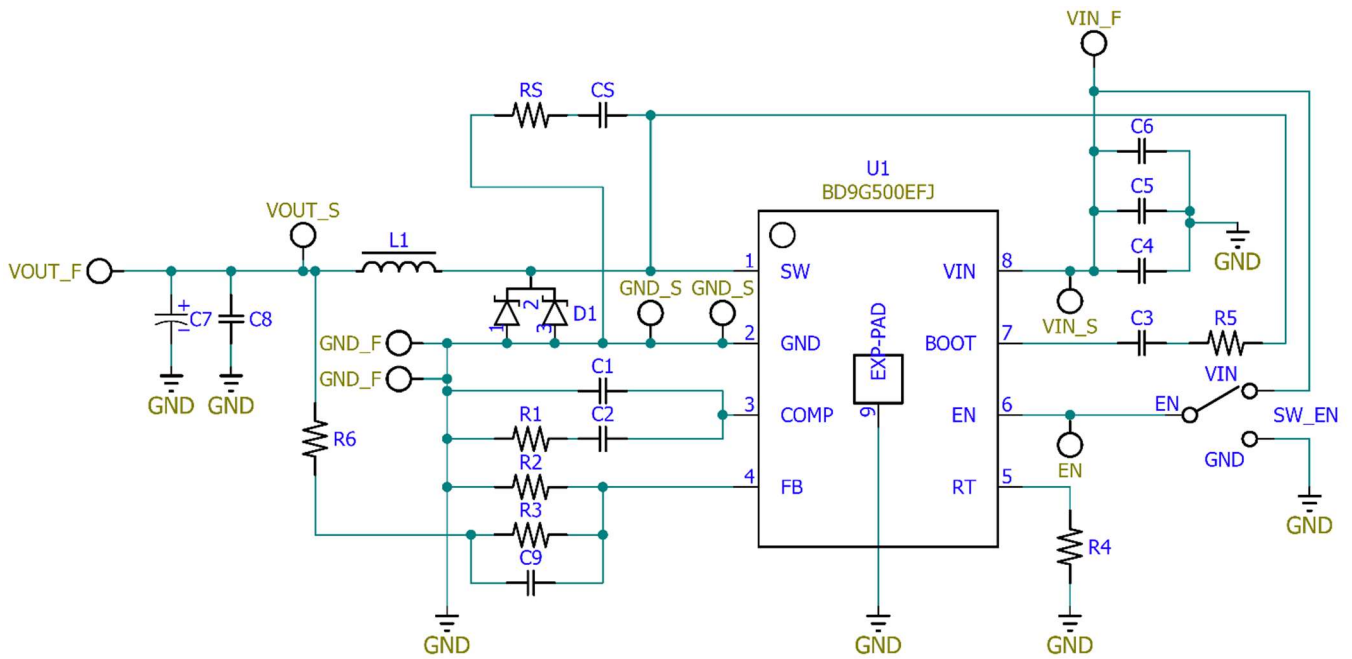 VIN_F
RS CS
C6
U1
BD9G500EFJ
C5
VOUT_S
L1
C4
GND
VOUT_F
1 SW
VIN 8
GND_S GND_S
C7 + −
C8
1 2 3 D1
VIN_S
C3 R5
GND_F
2 GND
EXP-PAD
9
BOOT 7
GND_F
C1
VIN
GND GND
R1 C2
3 COMP
EN 6
EN
SW_EN
R6
R2
EN
GND
4 FB
RT 5
R3
GND
C9
R4
GND
GND
GND